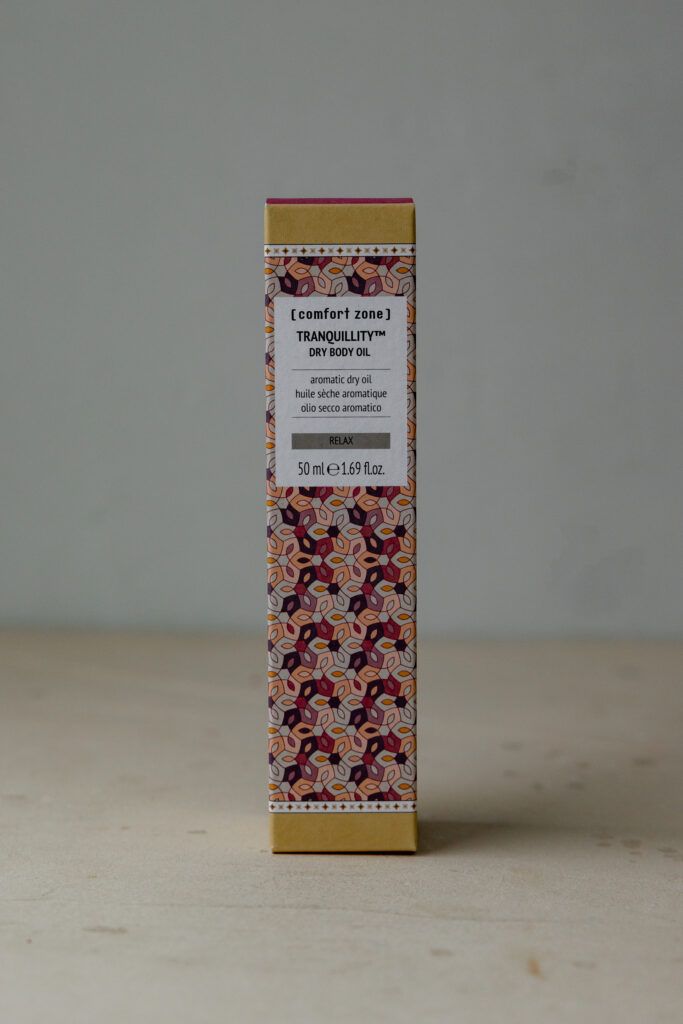 [comfort zone]
TRANQUILLITY™
DRY BODY OIL
aromatic dry oil
huile sèche aromatique
olio secco aromatico
RELAX
50 ml ℮ 1.69 fl.oz.